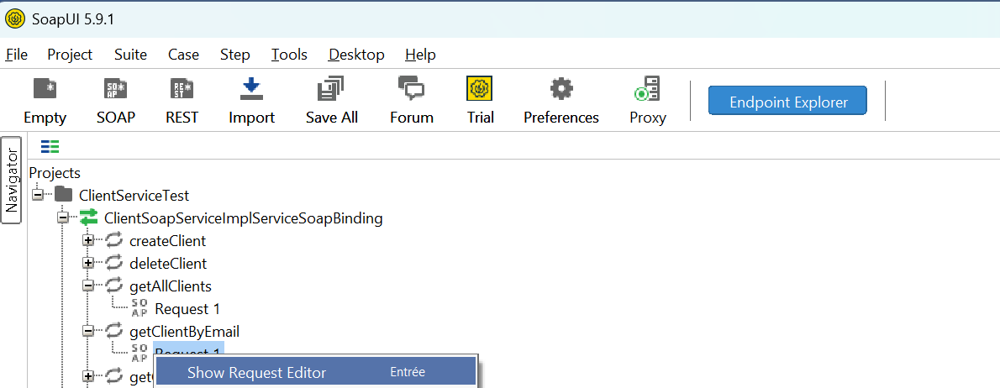 SoapUI 5.9.1
File Project Suite Case Step Tools Desktop Help
Empty SOAP REST Import Save All Forum Trial Preferences Proxy Endpoint Explorer
Navigator
Projects
ClientServiceTest
ClientSoapServiceImplServiceSoapBinding
createClient
deleteClient
getAllClients
SOAP Request 1
getClientByEmail
SOAP Request 1
Show Request Editor Entrée